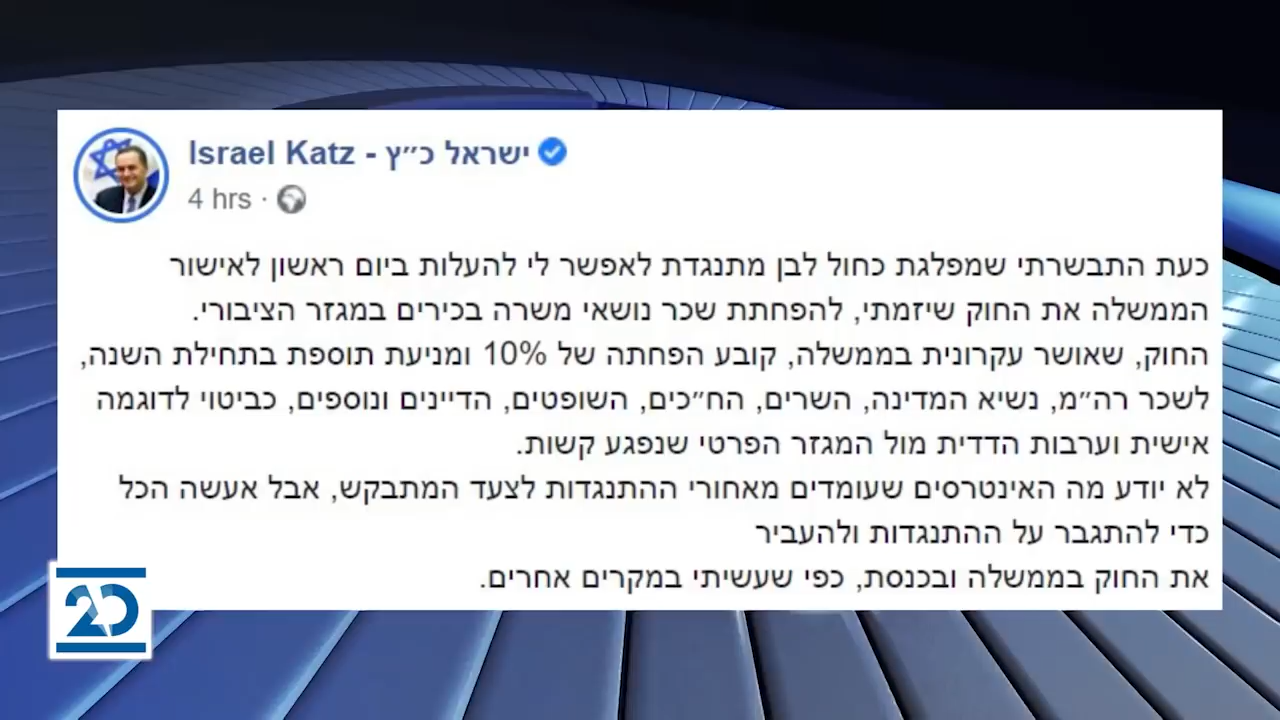 Israel Katz - ישראל כ״ץ
4 hrs ·
כעת התבשרתי שמפלגת כחול לבן מתנגדת לאפשר לי להעלות ביום ראשון לאישור
הממשלה את החוק שיזמתי, להפחתת שכר נושאי משרה בכירים במגזר הציבורי.
החוק, שאושר עקרונית בממשלה, קובע הפחתה של 10% ומניעת תוספת בתחילת השנה,
לשכר רה״מ, נשיא המדינה, השרים, הח״כים, השופטים, הדיינים ונוספים, כביטוי לדוגמה
אישית וערבות הדדית מול המגזר הפרטי שנפגע קשות.
לא יודע מה האינטרסים שעומדים מאחורי ההתנגדות לצעד המתבקש, אבל אעשה הכל
כדי להתגבר על ההתנגדות ולהעביר
את החוק בממשלה ובכנסת, כפי שעשיתי במקרים אחרים.
20